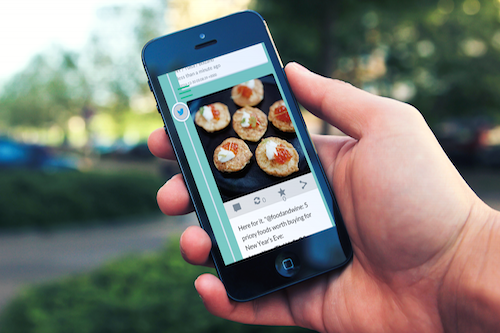 less than a minute ago
Here for it. "@foodandwine: 5
pricey foods worth buying for
New Year's Eve: